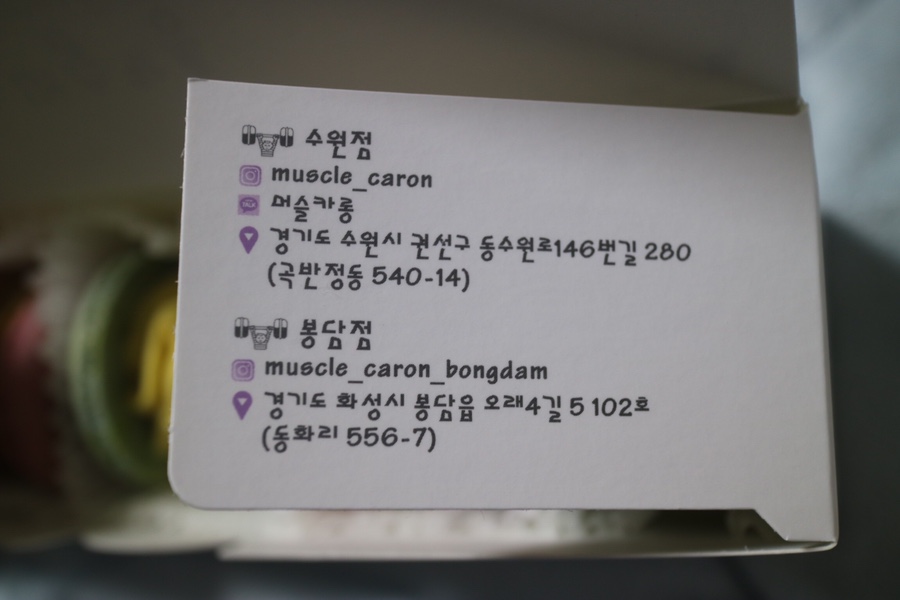 수원점
muscle_caron
머슬카롱
경기도 수원시 권선구 동수원로146번길 280
(곡반정동 540-14)
봉담점
muscle_caron_bongdam
경기도 화성시 봉담읍 오래4길 5 102호
(동화리 556-7)